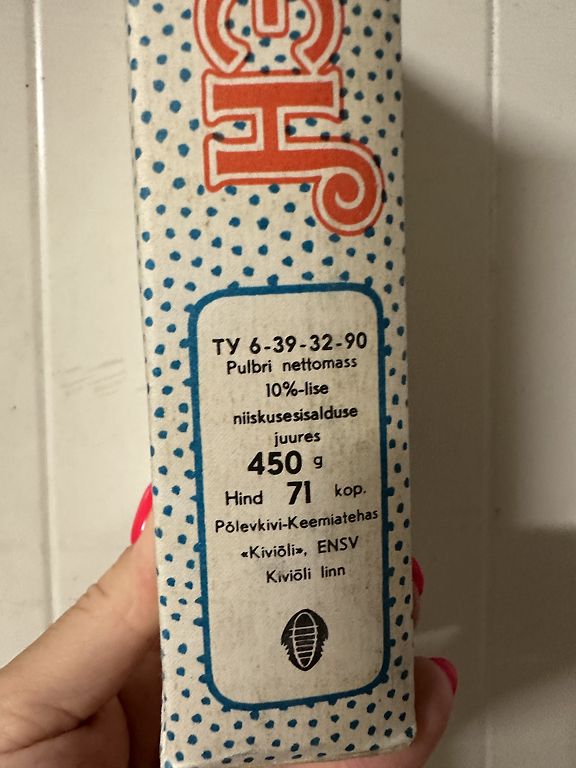 ТУ 6-39-32-90
Pulbri nettomass
10%-lise
niiskusesisalduse
juures
450 g
Hind 71 kop.
Põlevkivi-Keemiatehas
«Kiviõli», ENSV
Kiviõli linn